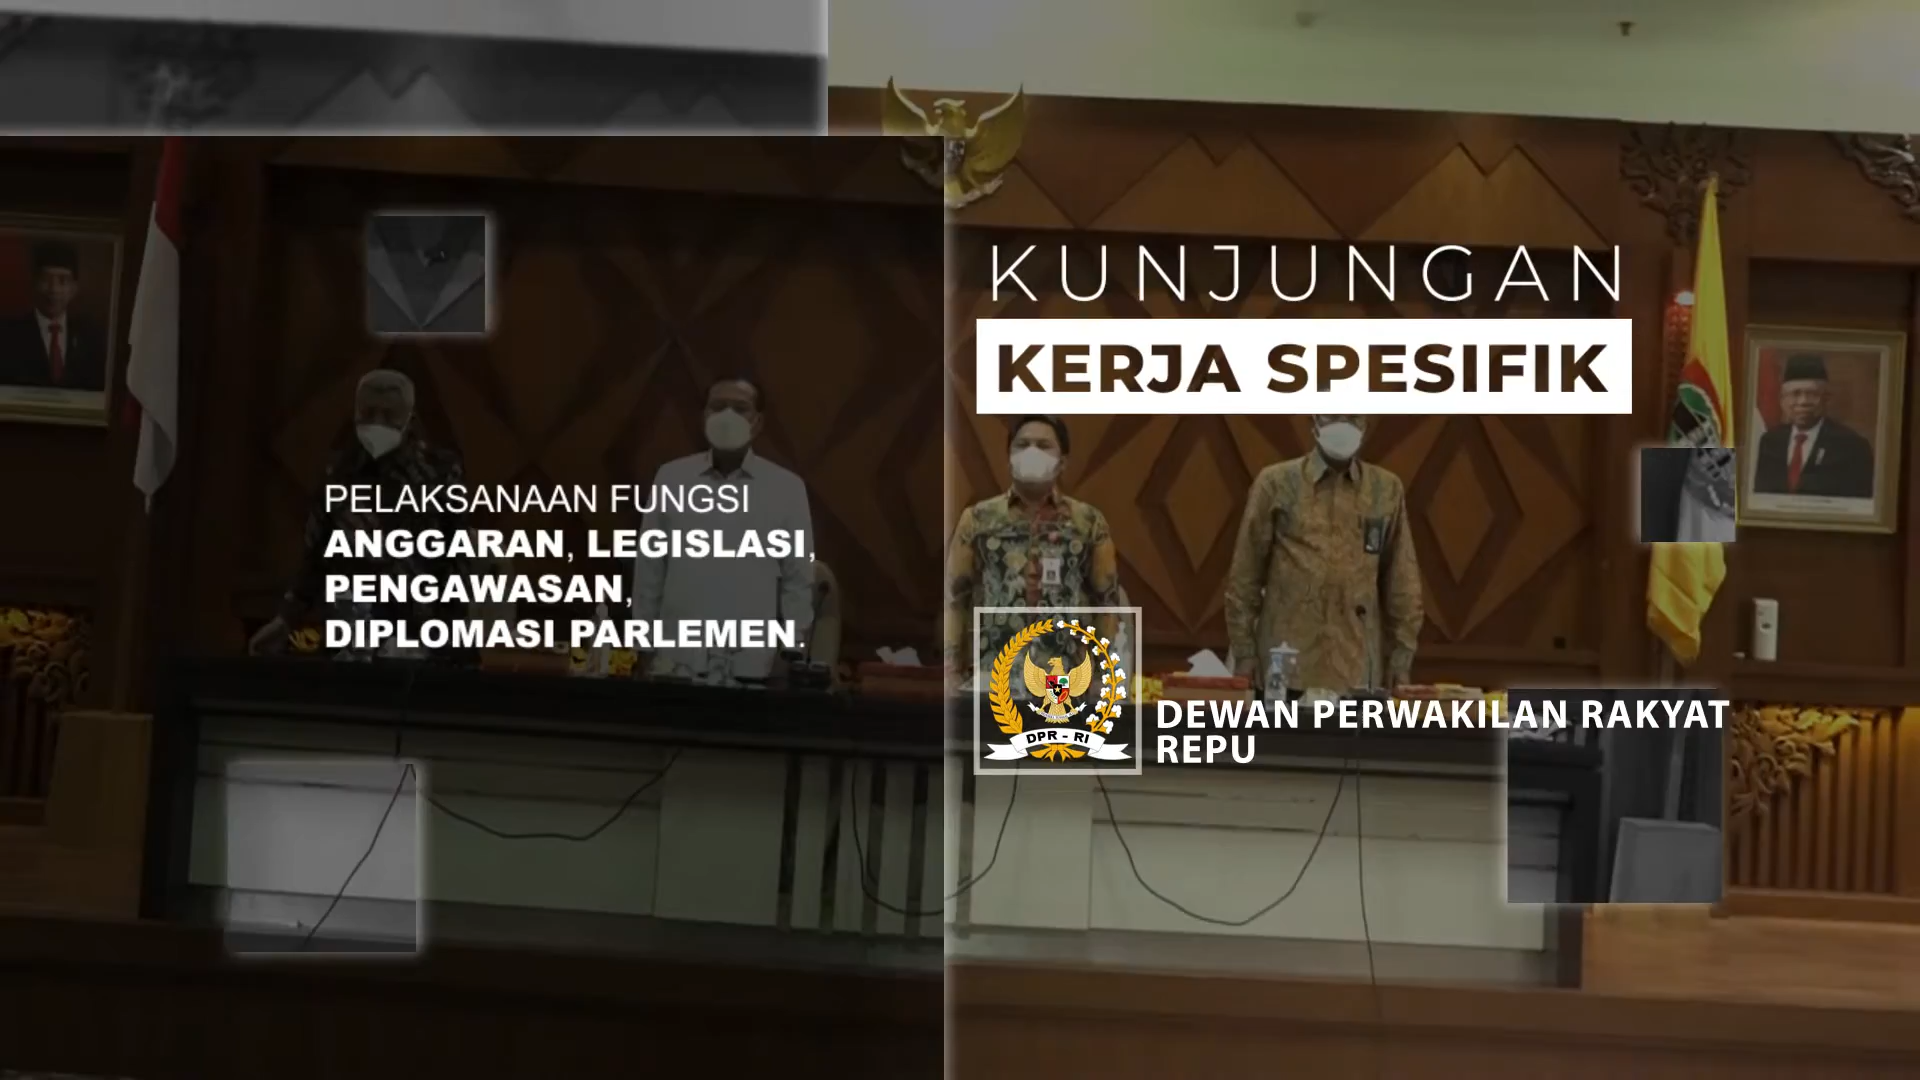 KUNJUNGAN
KERJA SPESIFIK
PELAKSANAAN FUNGSI
ANGGARAN, LEGISLASI,
PENGAWASAN,
DIPLOMASI PARLEMEN.
DPR - RI
DEWAN PERWAKILAN RAKYAT
REPU